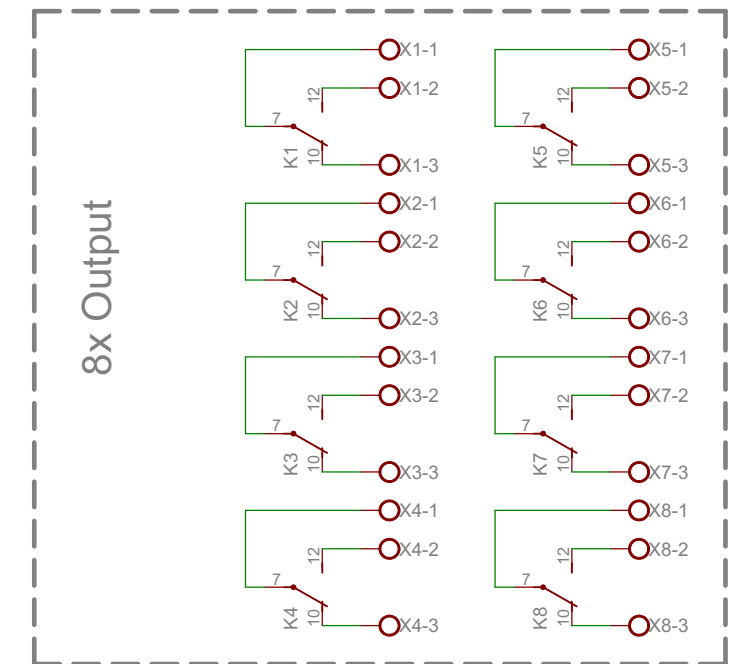 8x Output
X1-1
12
X1-2
7
K1
10
X1-3
X2-1
12
X2-2
7
K2
10
X2-3
X3-1
12
X3-2
7
K3
10
X3-3
X4-1
12
X4-2
7
K4
10
X4-3
X5-1
12
X5-2
7
K5
10
X5-3
X6-1
12
X6-2
7
K6
10
X6-3
X7-1
12
X7-2
7
K7
10
X7-3
X8-1
12
X8-2
7
K8
10
X8-3